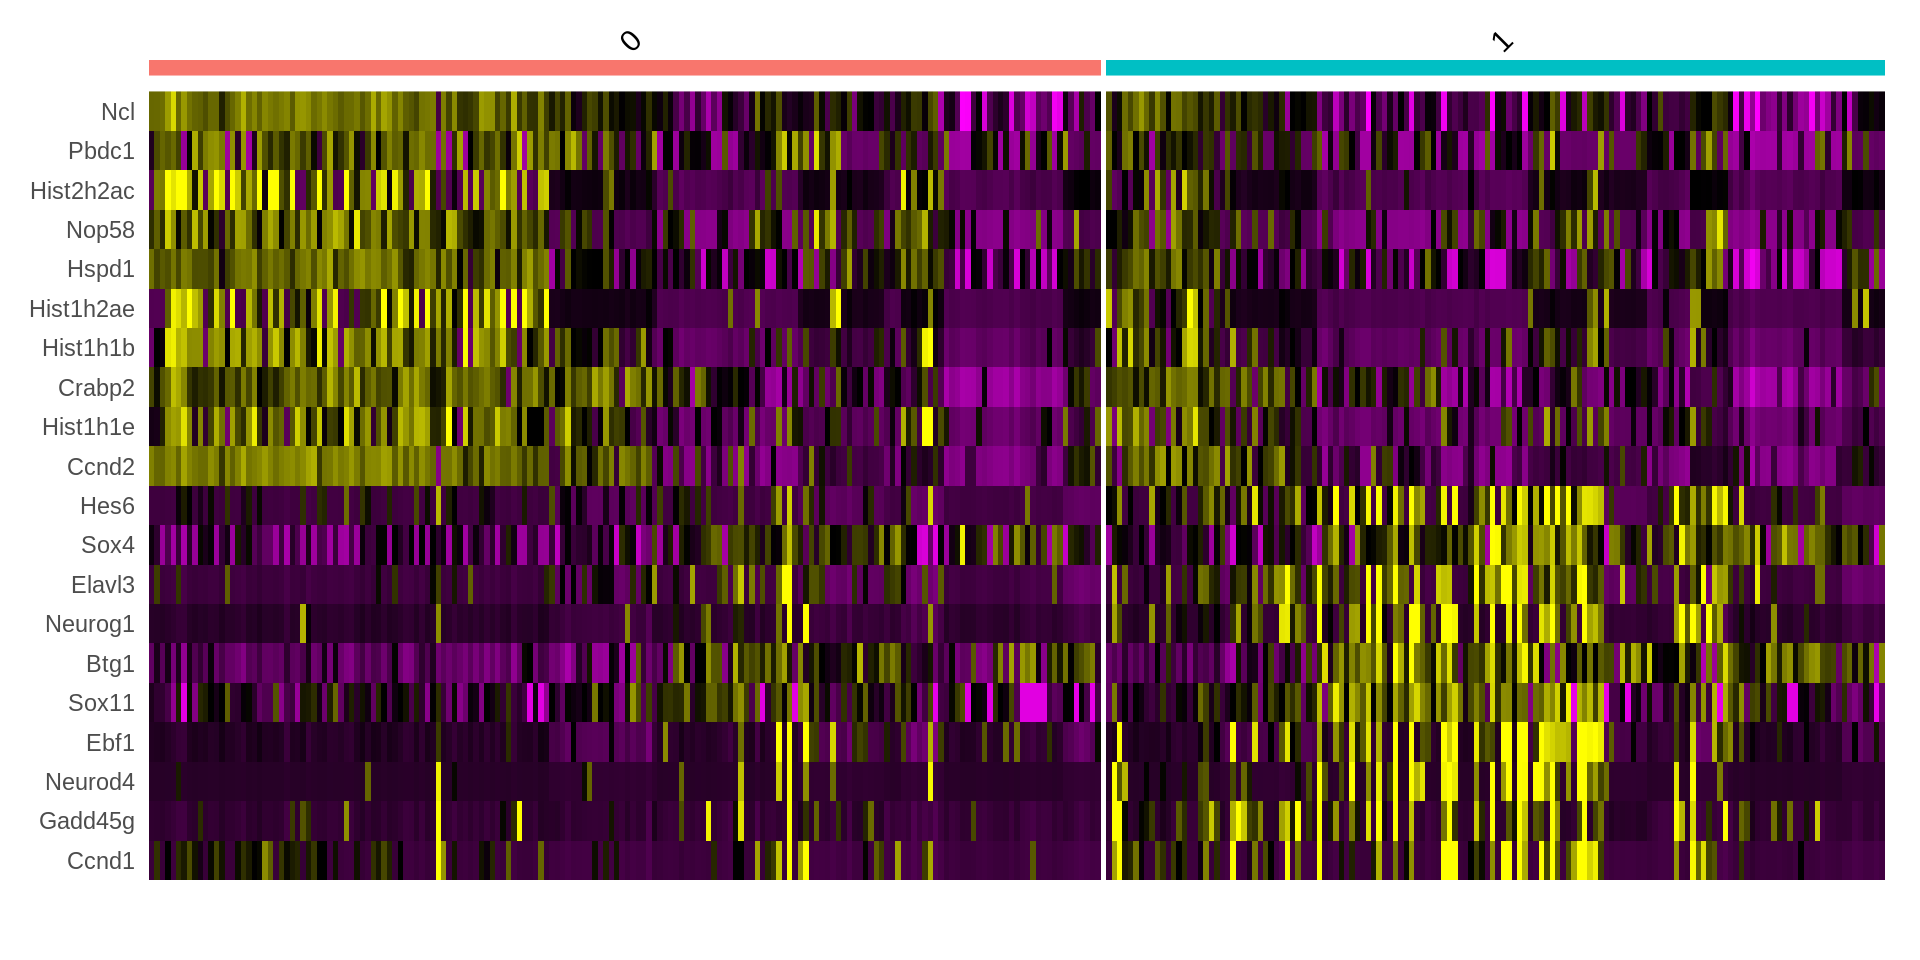 0
1
Ncl
Pbdc1
Hist2h2ac
Nop58
Hspd1
Hist1h2ae
Hist1h1b
Crabp2
Hist1h1e
Ccnd2
Hes6
Sox4
Elavl3
Neurog1
Btg1
Sox11
Ebf1
Neurod4
Gadd45g
Ccnd1